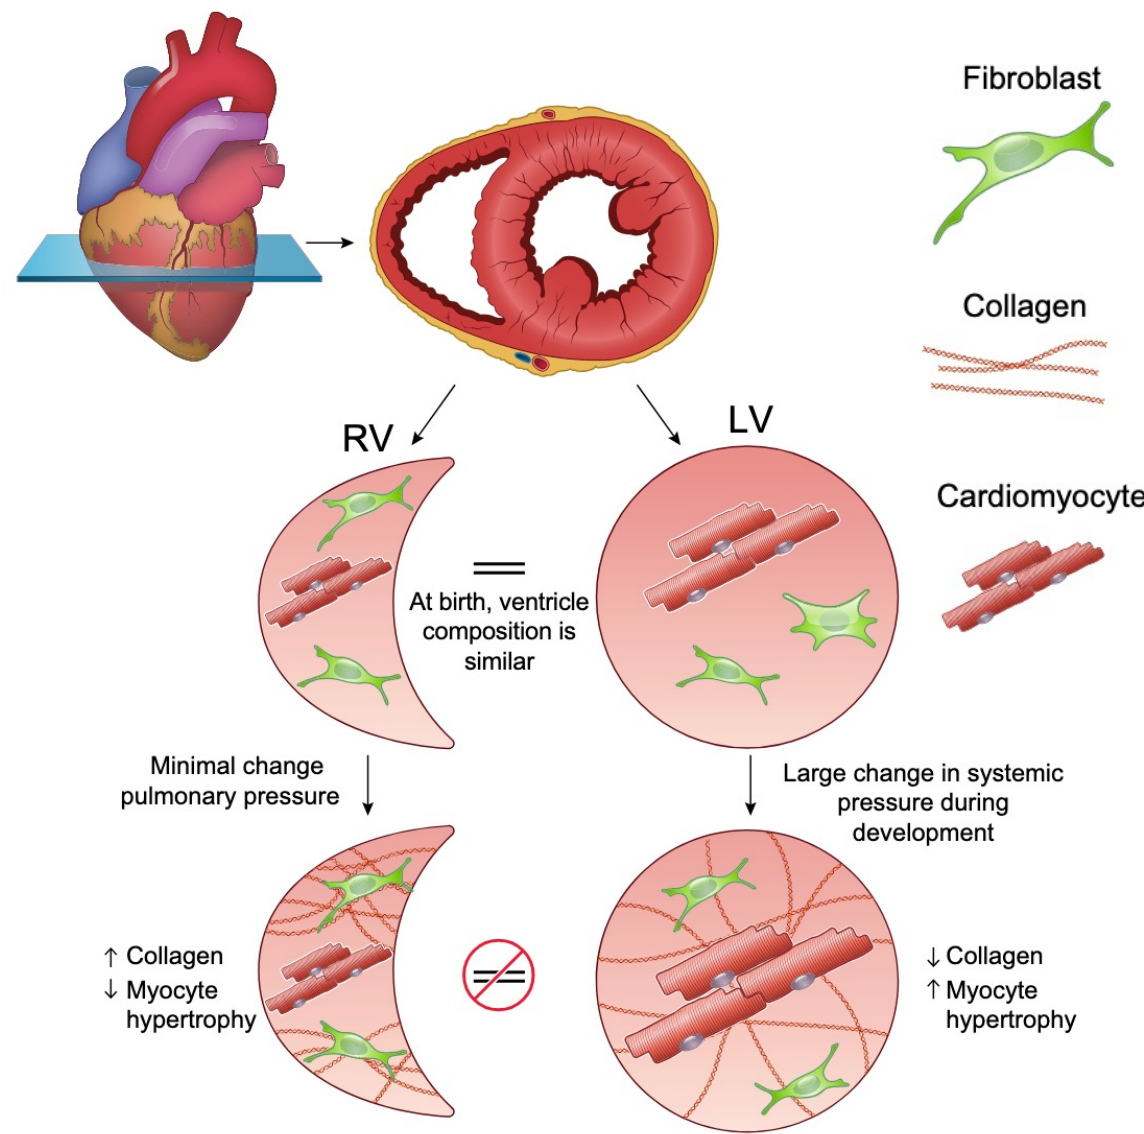 Fibroblast
Collagen
RV
LV
Cardiomyocyte
At birth, ventricle
composition is
similar
Minimal change
pulmonary pressure
Large change in systemic
pressure during
development
↑ Collagen
↓ Myocyte
hypertrophy
↓ Collagen
↑ Myocyte
hypertrophy